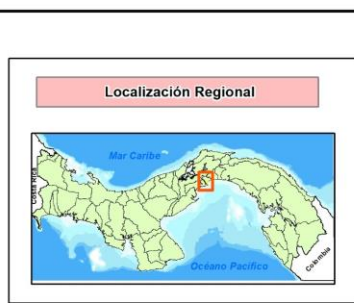 Localización Regional
Mar Caribe
Costa Rica
Océano Pacífico
Colombia